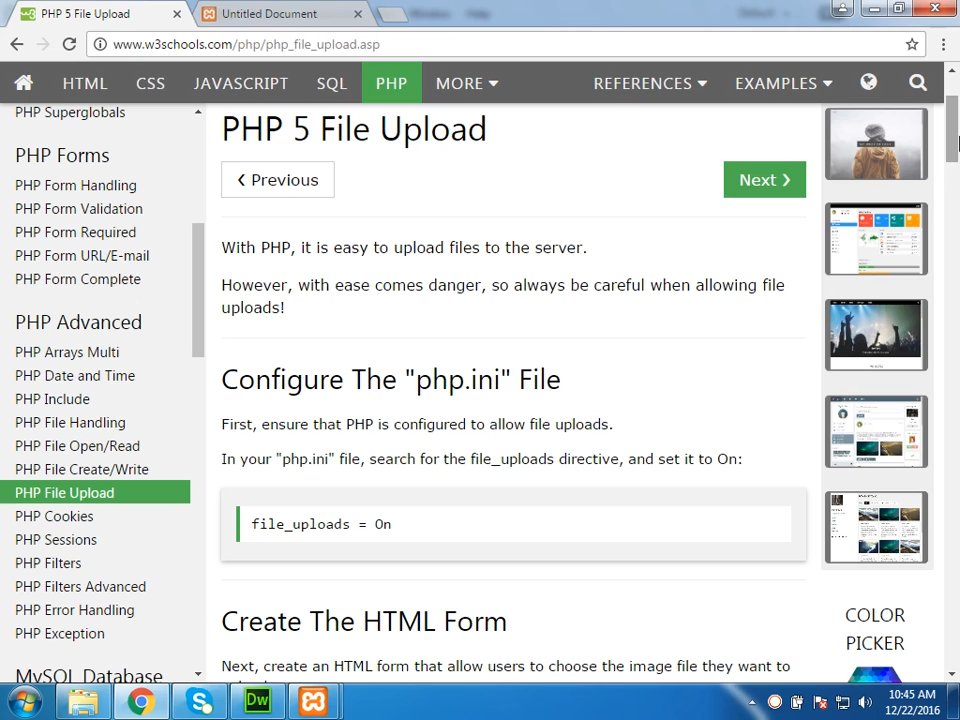 PHP 5 File Upload
Untitled Document
www.w3schools.com/php/php_file_upload.asp
HTML
CSS
JAVASCRIPT
SQL
PHP
MORE
REFERENCES
EXAMPLES
PHP Superglobals
PHP Forms
PHP Form Handling
PHP Form Validation
PHP Form Required
PHP Form URL/E-mail
PHP Form Complete
PHP Advanced
PHP Arrays Multi
PHP Date and Time
PHP Include
PHP File Handling
PHP File Open/Read
PHP File Create/Write
PHP File Upload
PHP Cookies
PHP Sessions
PHP Filters
PHP Filters Advanced
PHP Error Handling
PHP Exception
MySQL Database
PHP 5 File Upload
❮ Previous
Next ❯
With PHP, it is easy to upload files to the server.
However, with ease comes danger, so always be careful when allowing file
uploads!
Configure The "php.ini" File
First, ensure that PHP is configured to allow file uploads.
In your "php.ini" file, search for the file_uploads directive, and set it to On:
file_uploads = On
Create The HTML Form
Next, create an HTML form that allow users to choose the image file they want to
COLOR
PICKER
Dw
10:45 AM
12/22/2016